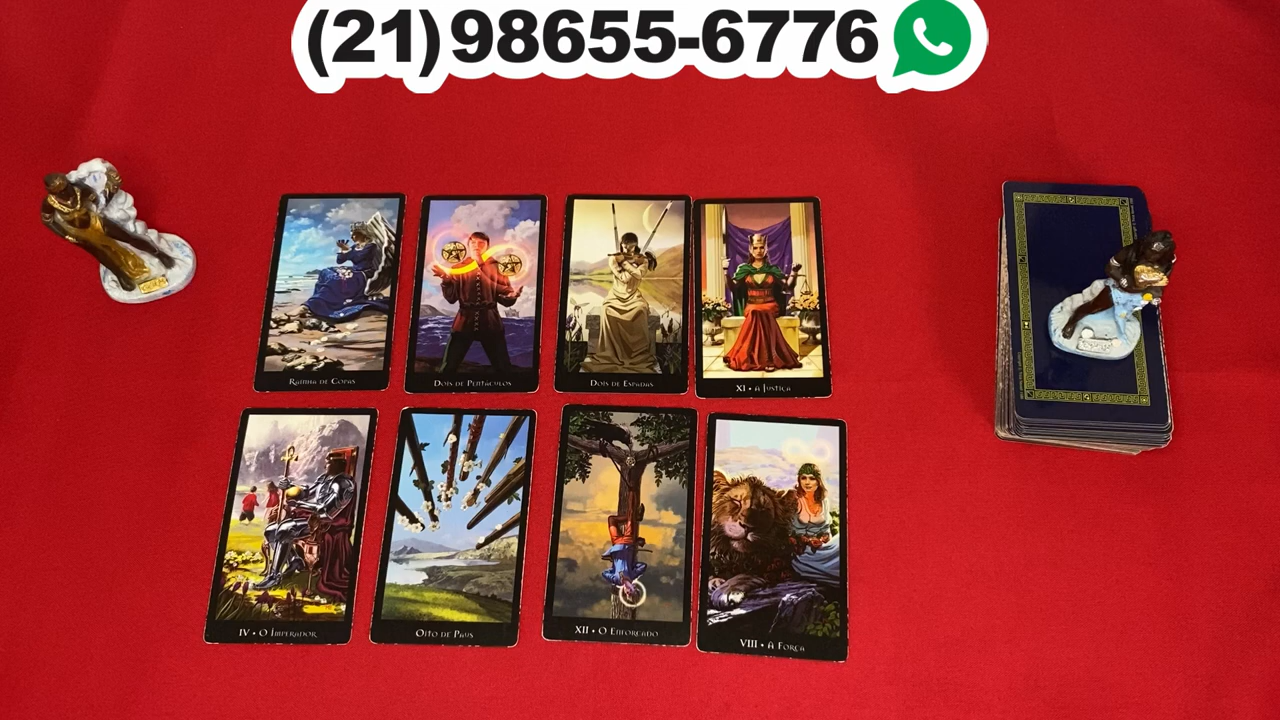 (21)98655-6776
Rainha de Copas
Dois de Pentáculos
Dois de Espadas
XI • A Justiça
IV • O Imperador
Oito de Paus
XII • O Enforcado
VIII • A Força